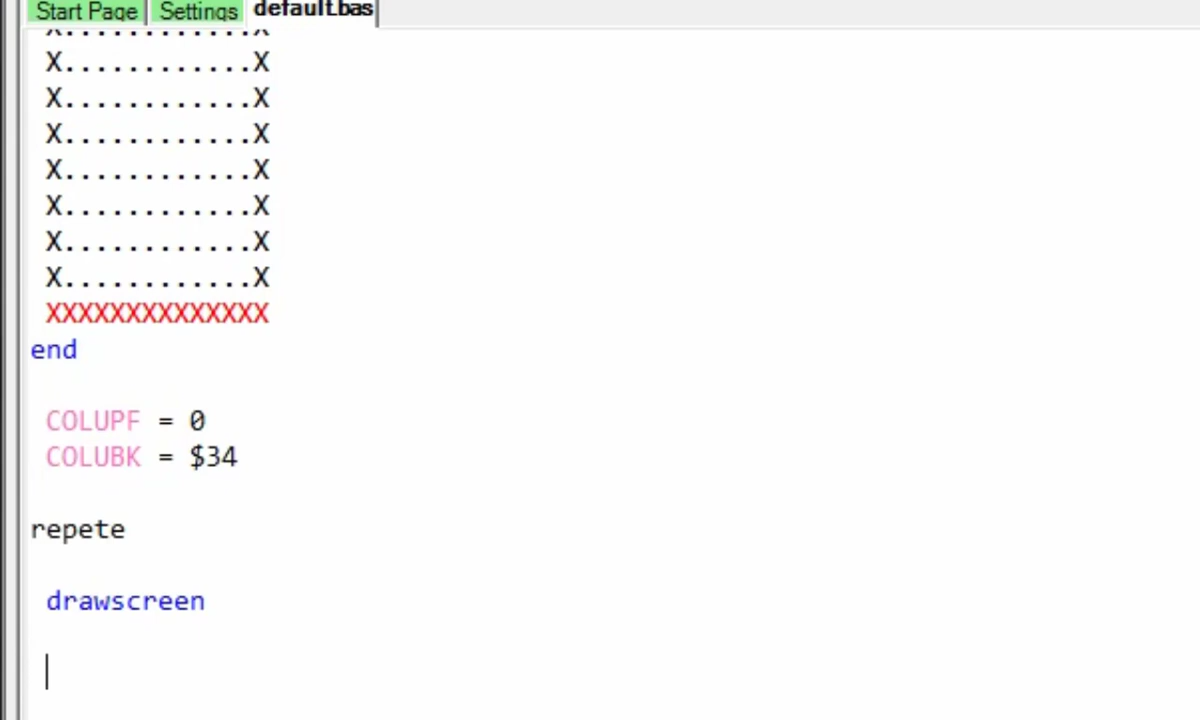 Start Page Settings default.bas
X............X
X............X
X............X
X............X
X............X
X............X
X............X
X............X
XXXXXXXXXXXXXX
end
COLUPF = 0
COLUBK = $34
repete
drawscreen